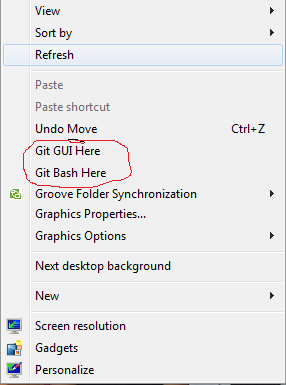 View
Sort by
Refresh
Paste
Paste shortcut
Undo Move Ctrl+Z
Git GUI Here
Git Bash Here
Groove Folder Synchronization
Graphics Properties...
Graphics Options
Next desktop background
New
Screen resolution
Gadgets
Personalize